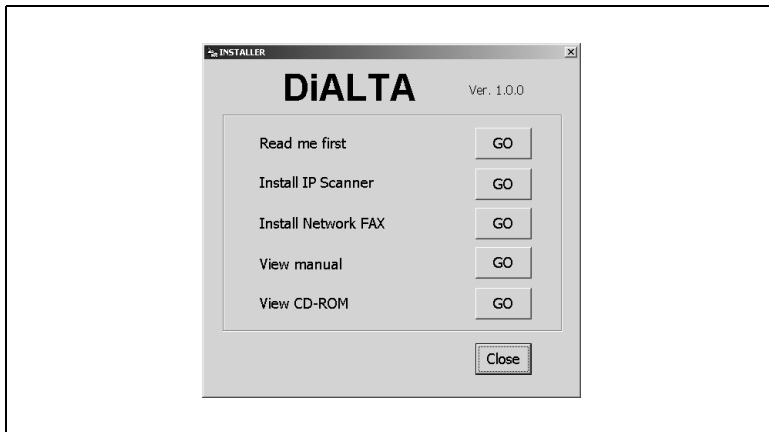 INSTALLER
DiALTA Ver. 1.0.0
Read me first GO
Install IP Scanner GO
Install Network FAX GO
View manual GO
View CD-ROM GO
Close